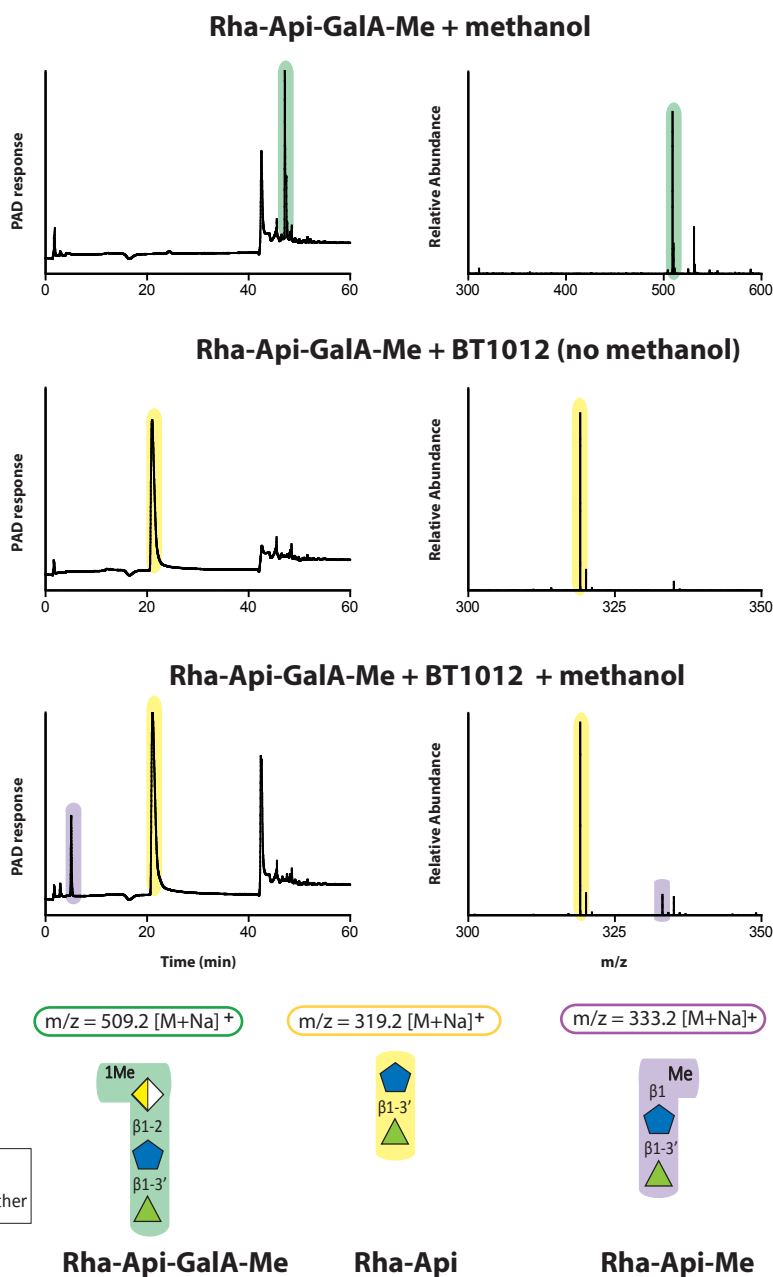 Rha-Api-GalA-Me + methanol
PAD response
Relative Abundance
0 20 40 60
300 400 500 600
Rha-Api-GalA-Me + BT1012 (no methanol)
PAD response
Relative Abundance
0 20 40 60
300 325 350
Rha-Api-GalA-Me + BT1012 + methanol
PAD response
Relative Abundance
0 20 40 60
300 325 350
Time (min)
m/z
m/z = 509.2 [M+Na] +
m/z = 319.2 [M+Na]+
m/z = 333.2 [M+Na]+
1Me
β1-2
β1-3'
β1-3'
Me
β1
β1-3'
ther
Rha-Api-GalA-Me
Rha-Api
Rha-Api-Me